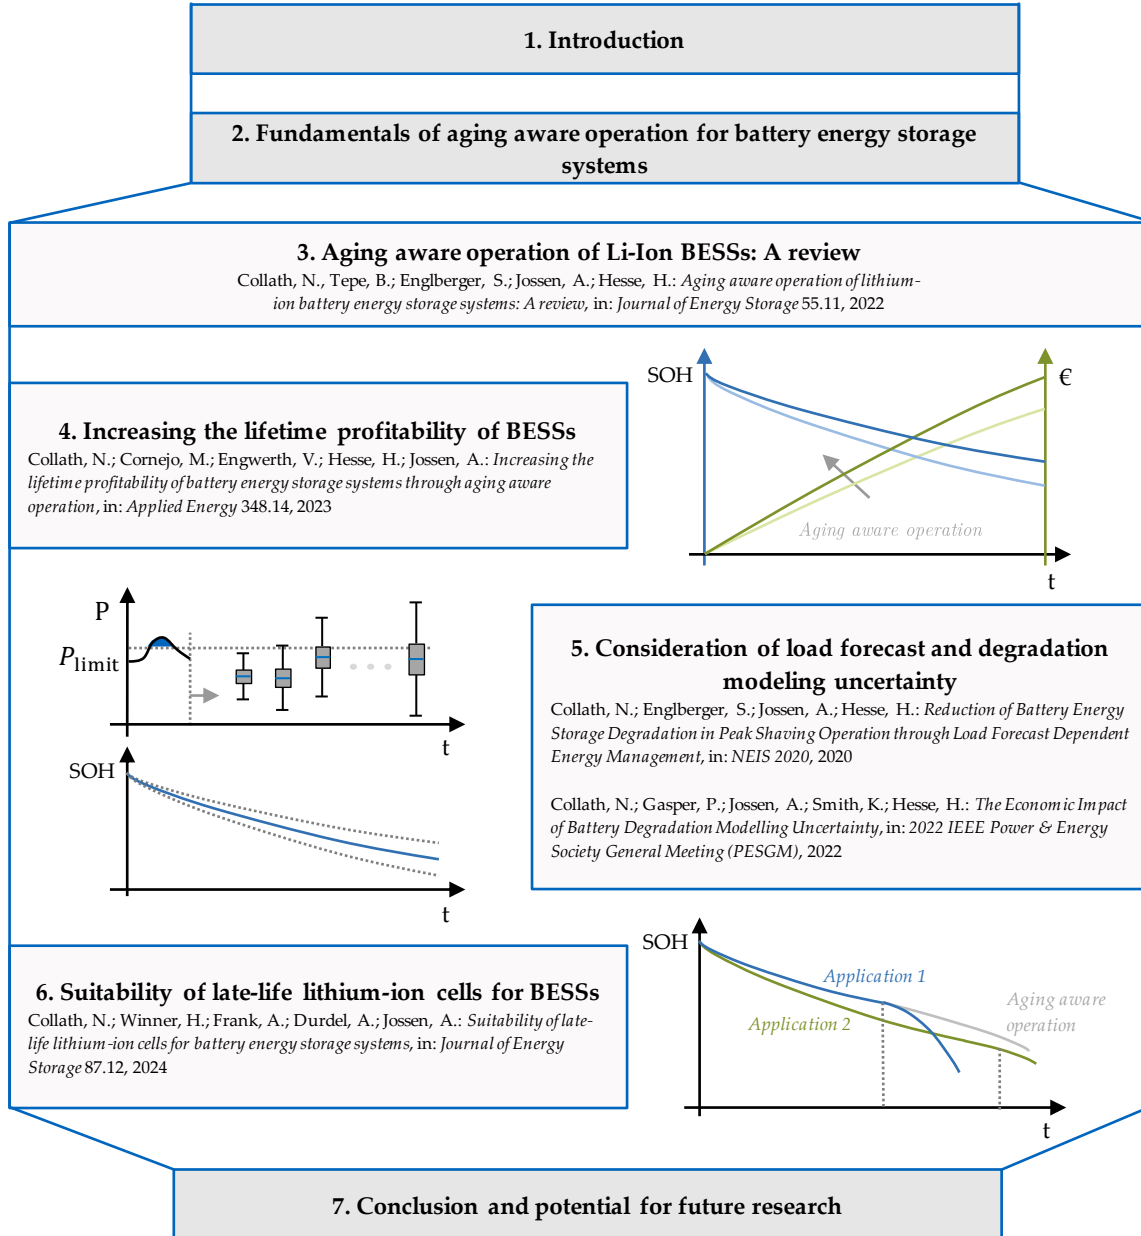 1. Introduction
2. Fundamentals of aging aware operation for battery energy storage
systems
3. Aging aware operation of Li-Ion BESSs: A review
Collath, N., Tepe, B.; Englberger, S.; Jossen, A.; Hesse, H.: Aging aware operation of lithium-
ion battery energy storage systems: A review, in: Journal of Energy Storage 55.11, 2022
SOH
€
Aging aware operation
t
4. Increasing the lifetime profitability of BESSs
Collath, N.; Cornejo, M.; Engwerth, V.; Hesse, H.; Jossen, A.: Increasing the
lifetime profitability of battery energy storage systems through aging aware
operation, in: Applied Energy 348.14, 2023
P
P limit
t
SOH
t
5. Consideration of load forecast and degradation
modeling uncertainty
Collath, N.; Englberger, S.; Jossen, A.; Hesse, H.: Reduction of Battery Energy
Storage Degradation in Peak Shaving Operation through Load Forecast Dependent
Energy Management, in: NEIS 2020, 2020
Collath, N.; Gasper, P.; Jossen, A.; Smith, K.; Hesse, H.: The Economic Impact
of Battery Degradation Modelling Uncertainty, in: 2022 IEEE Power & Energy
Society General Meeting (PESGM), 2022
6. Suitability of late-life lithium-ion cells for BESSs
Collath, N.; Winner, H.; Frank, A.; Durdel, A.; Jossen, A.: Suitability of late-
life lithium-ion cells for battery energy storage systems, in: Journal of Energy
Storage 87.12, 2024
SOH
Application 1
Application 2
Aging aware
operation
t
7. Conclusion and potential for future research